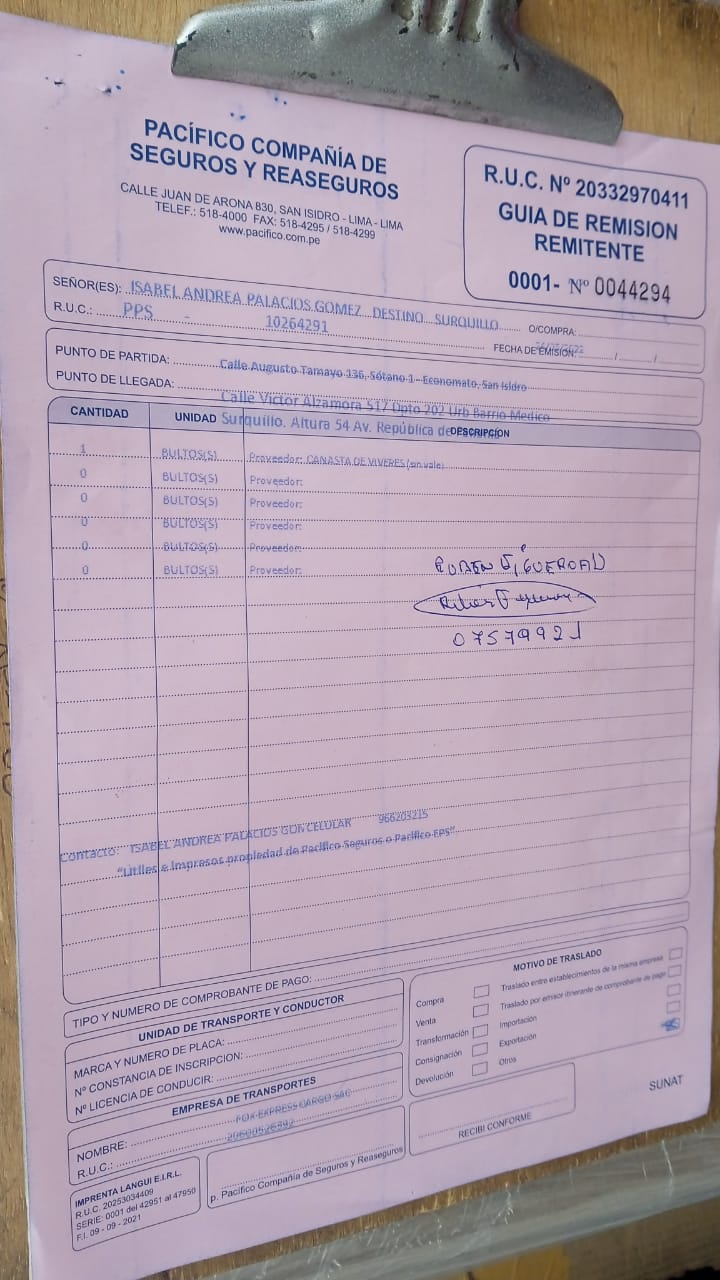 PACÍFICO COMPAÑÍA DE
SEGUROS Y REASEGUROS
CALLE JUAN DE ARONA 830, SAN ISIDRO - LIMA - LIMA
TELEF.: 518-4000 FAX: 518-4295 / 518-4299
www.pacifico.com.pe
R.U.C. Nº 20332970411
GUIA DE REMISION
REMITENTE
0001- Nº 0044294
SEÑOR(ES): ISABEL ANDREA PALACIOS GOMEZ DESTINO SURQUILLO O/COMPRA:
R.U.C.: PPS - 10264291 FECHA DE EMISIÓN: / /
PUNTO DE PARTIDA: Calle Augusto Tamayo 136, Sótano 1 - Economato, San Isidro
PUNTO DE LLEGADA: Calle Victor Alzamora 517 Dpto 202 Urb Barrio Medico
Surquillo. Altura 54 Av. República de
CANTIDAD UNIDAD DESCRIPCIÓN
1 BULTOS(S) Proveedor: CANASTA DE VIVERES (en vale)
0 BULTOS(S) Proveedor:
0 BULTOS(S) Proveedor:
0 BULTOS(S) Proveedor:
0 BULTOS(S) Proveedor:
0 BULTOS(S) Proveedor:
07579921
Contacto: ISABEL ANDREA PALACIOS GON CELULAR 966203215
"Utiles e Impresos propiedad de Pacífico Seguros o Pacífico EPS"
TIPO Y NUMERO DE COMPROBANTE DE PAGO:
UNIDAD DE TRANSPORTE Y CONDUCTOR
MARCA Y NUMERO DE PLACA:
Nº CONSTANCIA DE INSCRIPCION:
Nº LICENCIA DE CONDUCIR:
EMPRESA DE TRANSPORTES
NOMBRE: FOX EXPRESS CARGO SAC
R.U.C.:
MOTIVO DE TRASLADO
Compra
Venta
Transformación
Consignación
Devolución
Traslado entre establecimientos de la misma empresa
Traslado por emisor itinerante de comprobante de pago
Importación
Exportación
Otros
IMPRENTA LANGUI E.I.R.L.
R.U.C. 20253034409
SERIE: 0001 del 42951 al 47950
F.I. 09 - 09 - 2021
p. Pacífico Compañía de Seguros y Reaseguros
RECIBI CONFORME
SUNAT